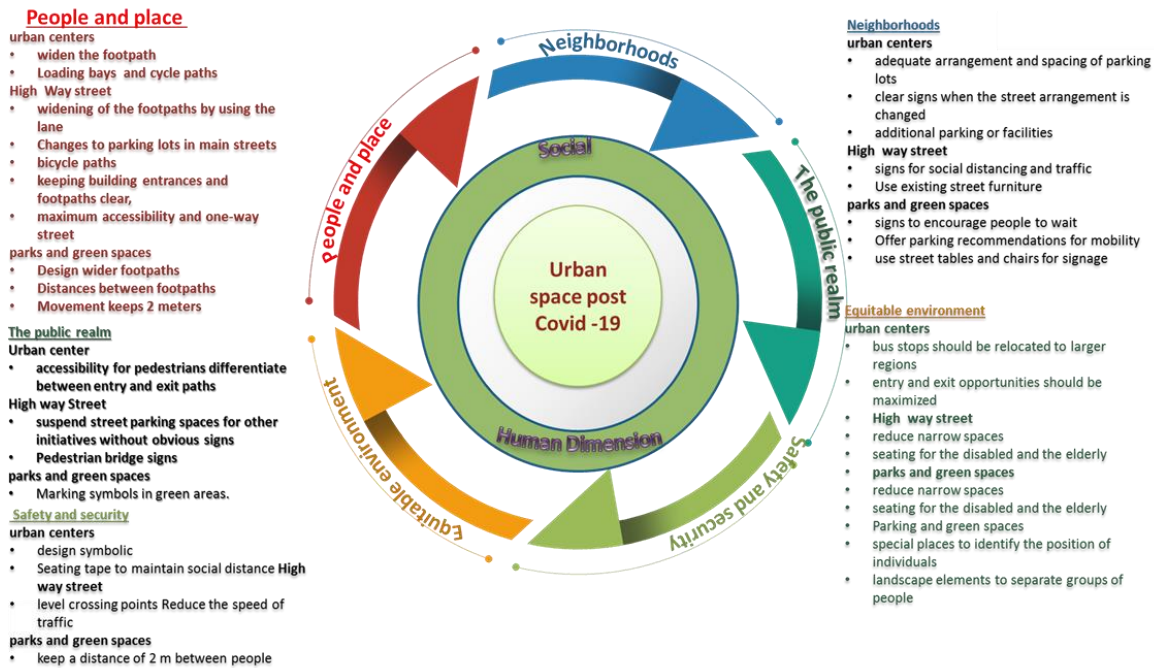 People and place
urban centers
• widen the footpath
• Loading bays and cycle paths
High Way street
• widening of the footpaths by using the
lane
• Changes to parking lots in main streets
• bicycle paths
• keeping building entrances and
footpaths clear,
• maximum accessibility and one-way
street
parks and green spaces
• Design wider footpaths
• Distances between footpaths
• Movement keeps 2 meters
The public realm
Urban center
• accessibility for pedestrians differentiate
between entry and exit paths
High way Street
• suspend street parking spaces for other
initiatives without obvious signs
• Pedestrian bridge signs
parks and green spaces
• Marking symbols in green areas.
Safety and security
urban centers
• design symbolic
• Seating tape to maintain social distance High
way street
• level crossing points Reduce the speed of
traffic
parks and green spaces
• keep a distance of 2 m between people
Neighborhoods
The public realm
Safety and security
Equitable environment
People and place
Social
Human Dimension
Urban
space post
Covid -19
Neighborhoods
urban centers
• adequate arrangement and spacing of parking
lots
• clear signs when the street arrangement is
changed
• additional parking or facilities
High way street
• signs for social distancing and traffic
• Use existing street furniture
parks and green spaces
• signs to encourage people to wait
• Offer parking recommendations for mobility
• use street tables and chairs for signage
Equitable environment
urban centers
• bus stops should be relocated to larger
regions
• entry and exit opportunities should be
maximized
• High way street
• reduce narrow spaces
• seating for the disabled and the elderly
• parks and green spaces
• reduce narrow spaces
• seating for the disabled and the elderly
• Parking and green spaces
• special places to identify the position of
individuals
• landscape elements to separate groups of
people